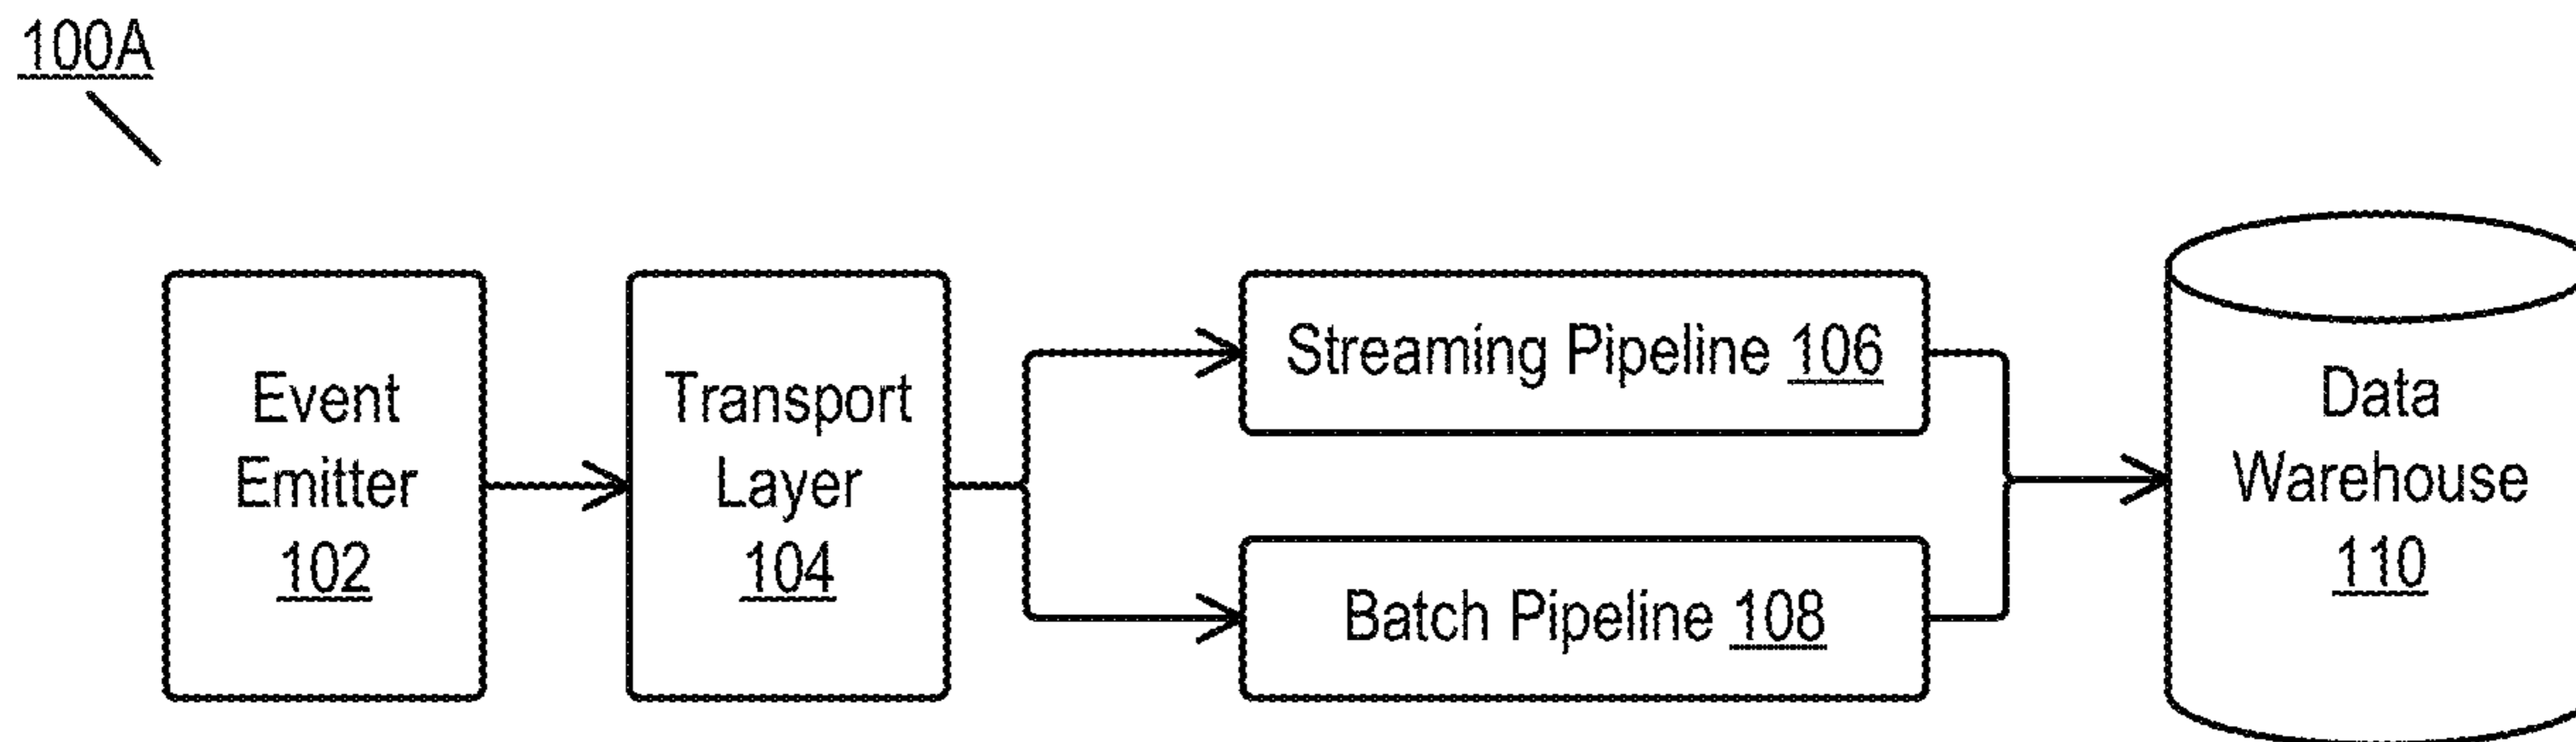 100A
Event
Emitter
102
Transport
Layer
104
Streaming Pipeline 106
Batch Pipeline 108
Data
Warehouse
110